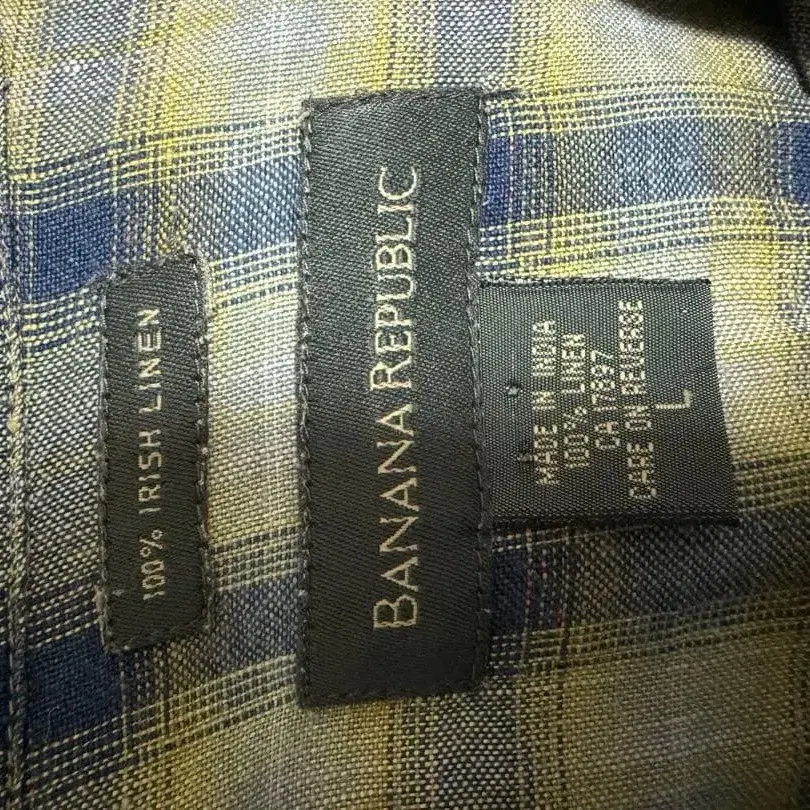 100% IRISH LINEN
BANANA REPUBLIC
MADE IN INDIA
100% LINEN
CA 17897
CARE ON REVERSE
L